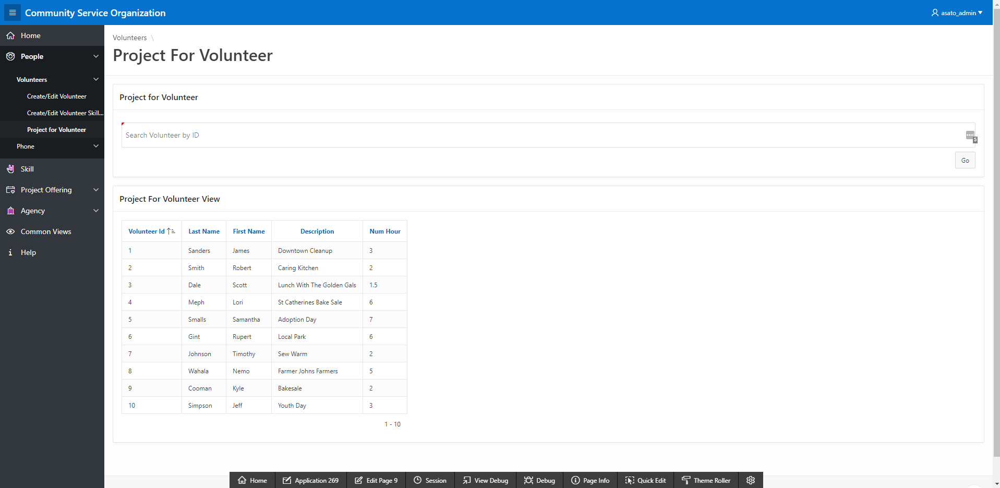 Community Service Organization
asato_admin
Home
People
Volunteers
Create/Edit Volunteer
Create/Edit Volunteer Skill...
Project for Volunteer
Phone
Skill
Project Offering
Agency
Common Views
Help
Volunteers \
Project For Volunteer
Project for Volunteer
Search Volunteer by ID
5
Go
Project For Volunteer View
Volunteer Id Last Name First Name Description Num Hour
1 Sanders James Downtown Cleanup 3
2 Smith Robert Caring Kitchen 2
3 Dale Scott Lunch With The Golden Gals 1.5
4 Meph Lori St Catherines Bake Sale 6
5 Smalls Samantha Adoption Day 7
6 Gint Rupert Local Park 6
7 Johnson Timothy Sew Warm 2
8 Wahala Nemo Farmer Johns Farmers 5
9 Cooman Kyle Bakesale 2
10 Simpson Jeff Youth Day 3
1 - 10
Home Application 269 Edit Page 9 Session View Debug Debug Page Info Quick Edit Theme Roller